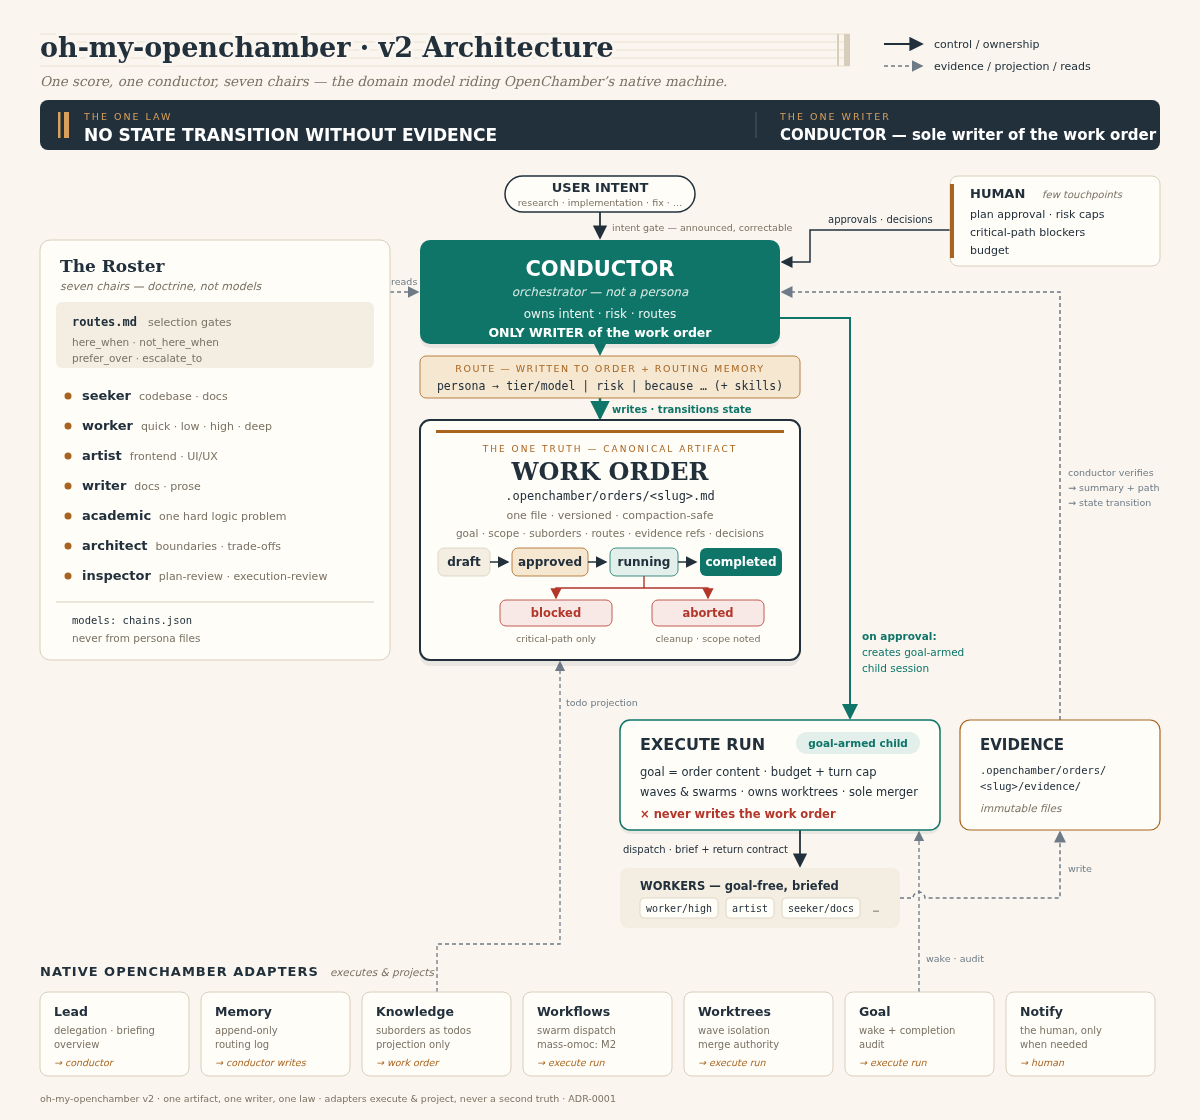 oh-my-openchamber · v2 Architecture
One score, one conductor, seven chairs — the domain model riding OpenChamber's native machine.
control / ownership
evidence / projection / reads
THE ONE LAW
NO STATE TRANSITION WITHOUT EVIDENCE
THE ONE WRITER
CONDUCTOR — sole writer of the work order
USER INTENT
research · implementation · fix · ...
intent gate — announced, correctable
approvals · decisions
HUMAN few touchpoints
plan approval · risk caps
critical-path blockers
budget
The Roster
seven chairs — doctrine, not models
routes.md selection gates
here_when · not_here_when
prefer_over · escalate_to
seeker codebase · docs
worker quick · low · high · deep
artist frontend · UI/UX
writer docs · prose
academic one hard logic problem
architect boundaries · trade-offs
inspector plan-review · execution-review
models: chains.json
never from persona files
reads
CONDUCTOR
orchestrator — not a persona
owns intent · risk · routes
ONLY WRITER of the work order
ROUTE — WRITTEN TO ORDER + ROUTING MEMORY
persona → tier/model | risk | because … (+ skills)
writes · transitions state
THE ONE TRUTH — CANONICAL ARTIFACT
WORK ORDER
.openchamber/orders/<slug>.md
one file · versioned · compaction-safe
goal · scope · suborders · routes · evidence refs · decisions
draft
approved
running
completed
blocked
aborted
critical-path only
cleanup · scope noted
conductor verifies
→ summary + path
→ state transition
on approval:
creates goal-armed
child session
todo projection
EXECUTE RUN goal-armed child
goal = order content · budget + turn cap
waves & swarms · owns worktrees · sole merger
× never writes the work order
EVIDENCE
.openchamber/orders/
<slug>/evidence/
immutable files
dispatch · brief + return contract
write
WORKERS — goal-free, briefed
worker/high
artist
seeker/docs
…
wake · audit
NATIVE OPENCHAMBER ADAPTERS executes & projects
Lead
delegation · briefing
overview
→ conductor
Memory
append-only
routing log
→ conductor writes
Knowledge
suborders as todos
projection only
→ work order
Workflows
swarm dispatch
mass-omoc: M2
→ execute run
Worktrees
wave isolation
merge authority
→ execute run
Goal
wake + completion
audit
→ execute run
Notify
the human, only
when needed
→ human
oh-my-openchamber v2 · one artifact, one writer, one law · adapters execute & project, never a second truth · ADR-0001